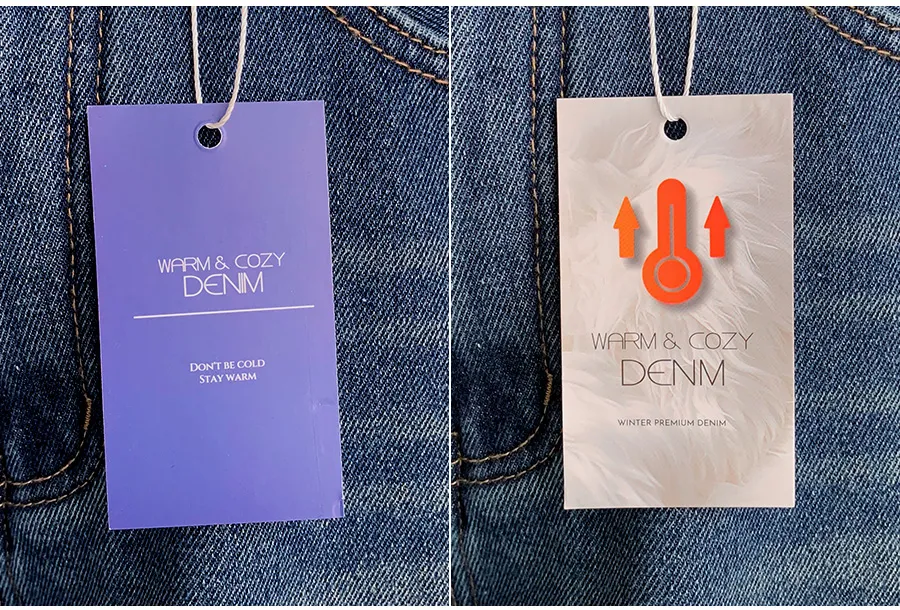 WARM & COZY
DENIM
DON'T BE COLD
STAY WARM
WARM & COZY
DENIM
WINTER PREMIUM DENIM